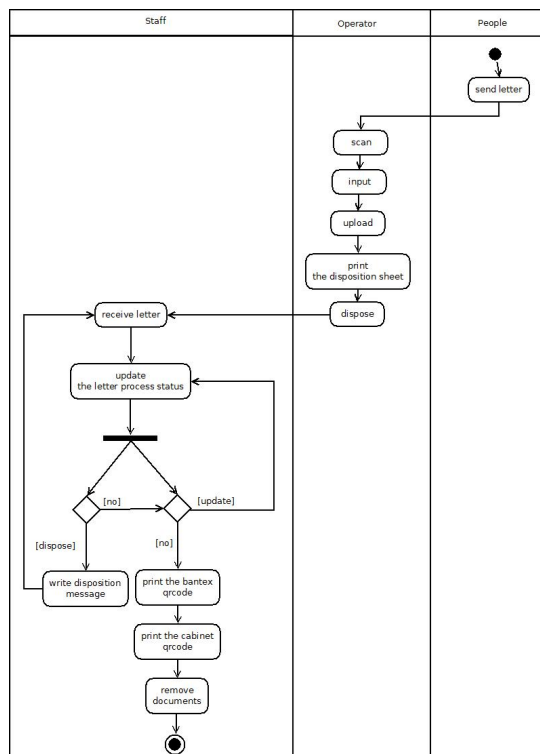 Staff
Operator
People
send letter
scan
input
upload
print
the disposition sheet
receive letter
dispose
update
the letter process status
[no]
[update]
[dispose]
[no]
write disposition
message
print the bantex
qrcode
print the cabinet
qrcode
remove
documents